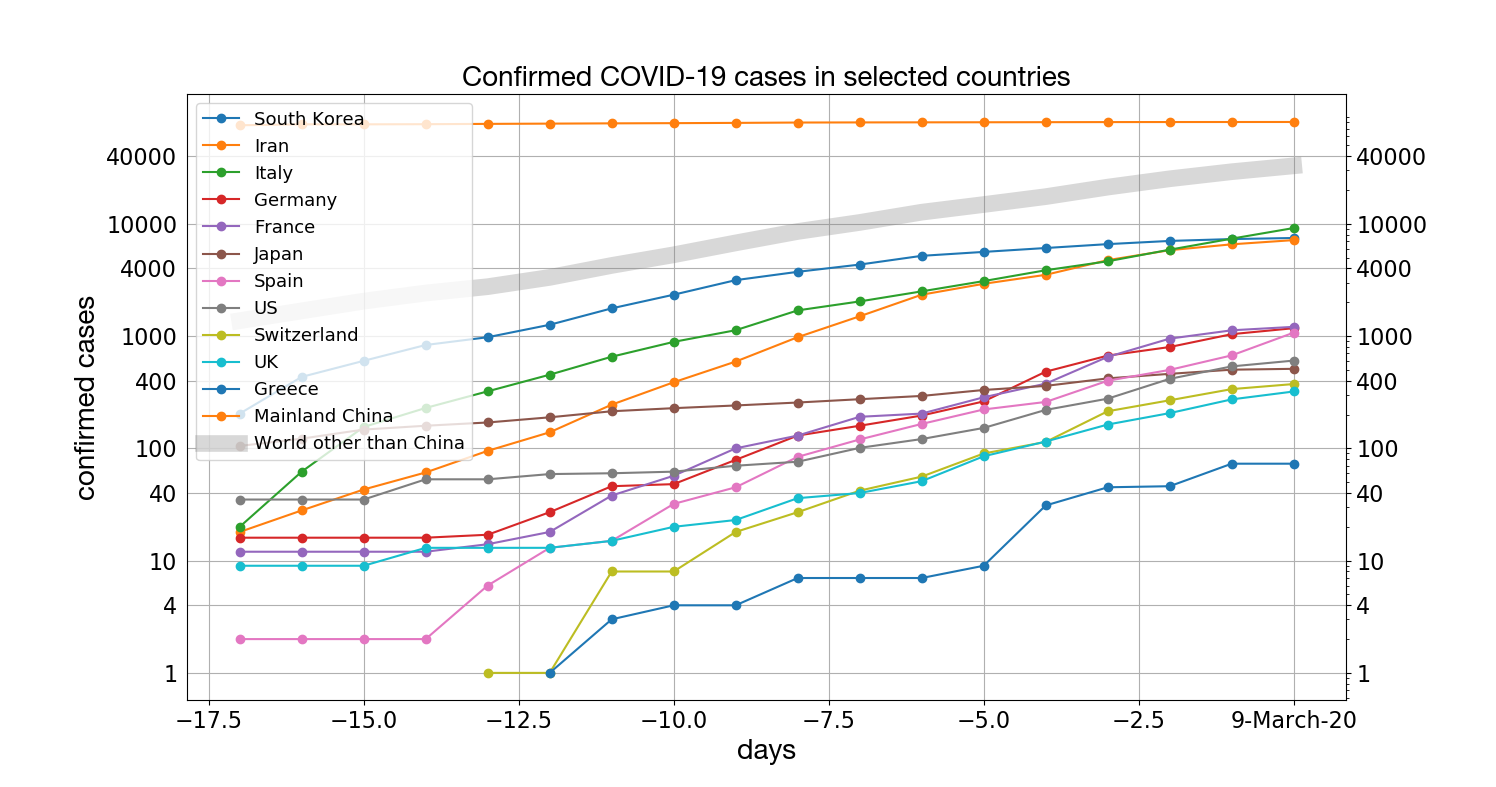 Confirmed COVID-19 cases in selected countries
South Korea
Iran
Italy
Germany
France
Japan
Spain
US
Switzerland
UK
Greece
Mainland China
World other than China
confirmed cases
40000
10000
4000
1000
400
100
40
10
4
1
40000
10000
4000
1000
400
100
40
10
4
1
−17.5 −15.0 −12.5 −10.0 −7.5 −5.0 −2.5 9-March-20
days